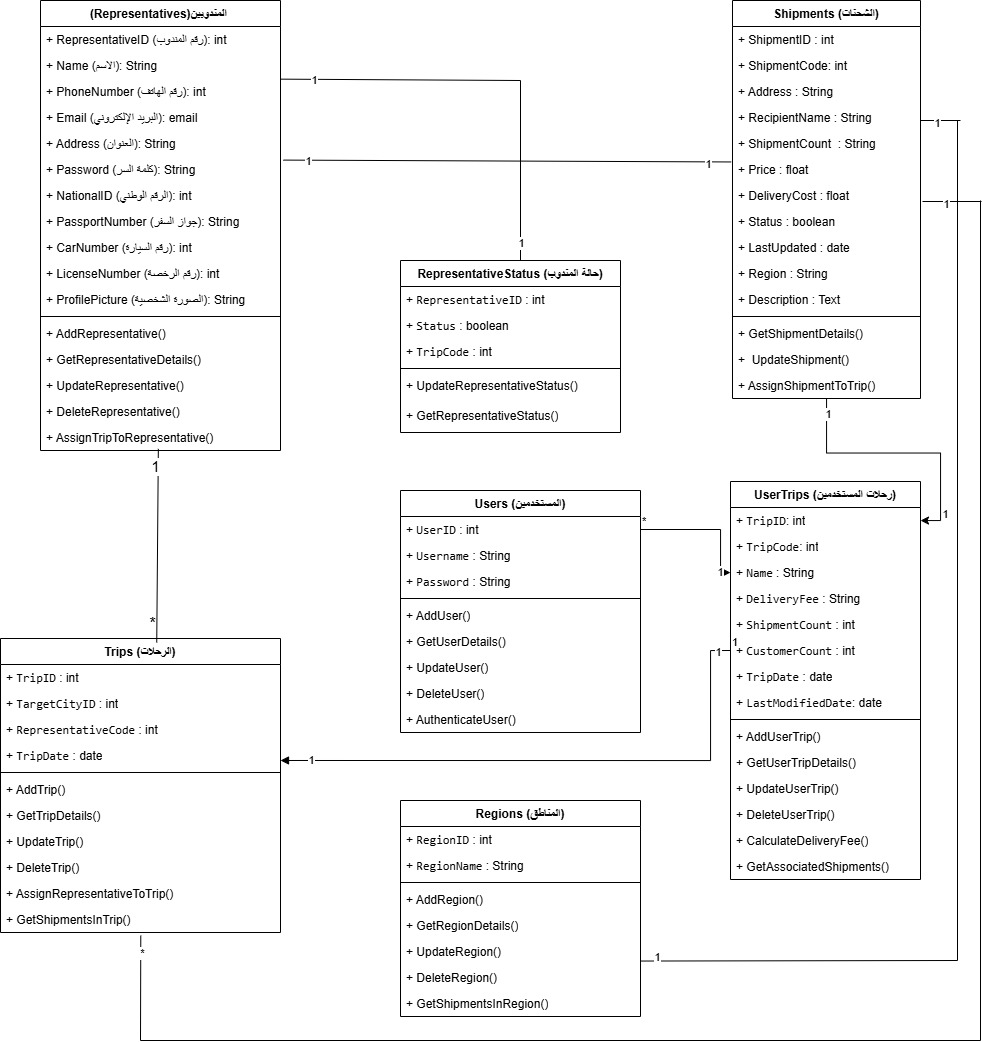 (Representatives)المندوبين
+ RepresentativeID (رقم المندوب): int
+ Name (الاسم): String
+ PhoneNumber (رقم الهاتف): int
+ Email (البريد الإلكتروني): email
+ Address (العنوان): String
+ Password (كلمة السر): String
+ NationalID (الرقم الوطني): int
+ PassportNumber (جواز السفر): String
+ CarNumber (رقم السيارة): int
+ LicenseNumber (رقم الرخصة): int
+ ProfilePicture (الصورة الشخصية): String
+ AddRepresentative()
+ GetRepresentativeDetails()
+ UpdateRepresentative()
+ DeleteRepresentative()
+ AssignTripToRepresentative()
1
1
1
1
RepresentativeStatus (حالة المندوب)
+ RepresentativeID : int
+ Status : boolean
+ TripCode : int
+ UpdateRepresentativeStatus()
+ GetRepresentativeStatus()
Shipments (الشحنات)
+ ShipmentID : int
+ ShipmentCode: int
+ Address : String
+ RecipientName : String
+ ShipmentCount : String
+ Price : float
+ DeliveryCost : float
+ Status : boolean
+ LastUpdated : date
+ Region : String
+ Description : Text
+ GetShipmentDetails()
+ UpdateShipment()
+ AssignShipmentToTrip()
1
1
1
1
1
*
Users (المستخدمين)
+ UserID : int
+ Username : String
+ Password : String
+ AddUser()
+ GetUserDetails()
+ UpdateUser()
+ DeleteUser()
+ AuthenticateUser()
*
1
UserTrips (رحلات المستخدمين)
+ TripID: int
+ TripCode: int
+ Name : String
+ DeliveryFee : String
+ ShipmentCount : int
+ CustomerCount : int
+ TripDate : date
+ LastModifiedDate: date
+ AddUserTrip()
+ GetUserTripDetails()
+ UpdateUserTrip()
+ DeleteUserTrip()
+ CalculateDeliveryFee()
+ GetAssociatedShipments()
1
1
1
Trips (الرحلات)
+ TripID : int
+ TargetCityID : int
+ RepresentativeCode : int
+ TripDate : date
+ AddTrip()
+ GetTripDetails()
+ UpdateTrip()
+ DeleteTrip()
+ AssignRepresentativeToTrip()
+ GetShipmentsInTrip()
*
Regions (المناطق)
+ RegionID : int
+ RegionName : String
+ AddRegion()
+ GetRegionDetails()
+ UpdateRegion()
+ DeleteRegion()
+ GetShipmentsInRegion()
1